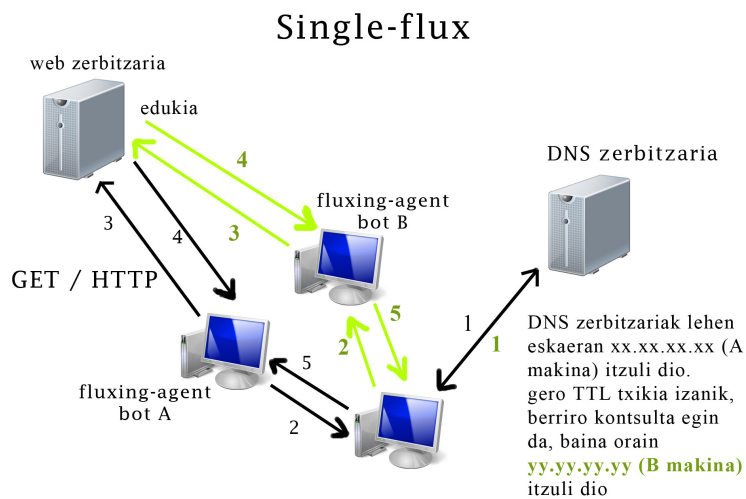 Single-flux
web zerbitzaria
edukia
4
DNS zerbitzaria
3
fluxing-agent
bot B
3
4
GET / HTTP
5
2
1
1
DNS zerbitzariak lehen
eskaeran xx.xx.xx.xx (A
makina) itzuli dio.
gero TTL txikia izanik,
berriro kontsulta egin
da, baina orain
yy.yy.yy.yy (B makina)
itzuli dio
5
fluxing-agent
bot A
2